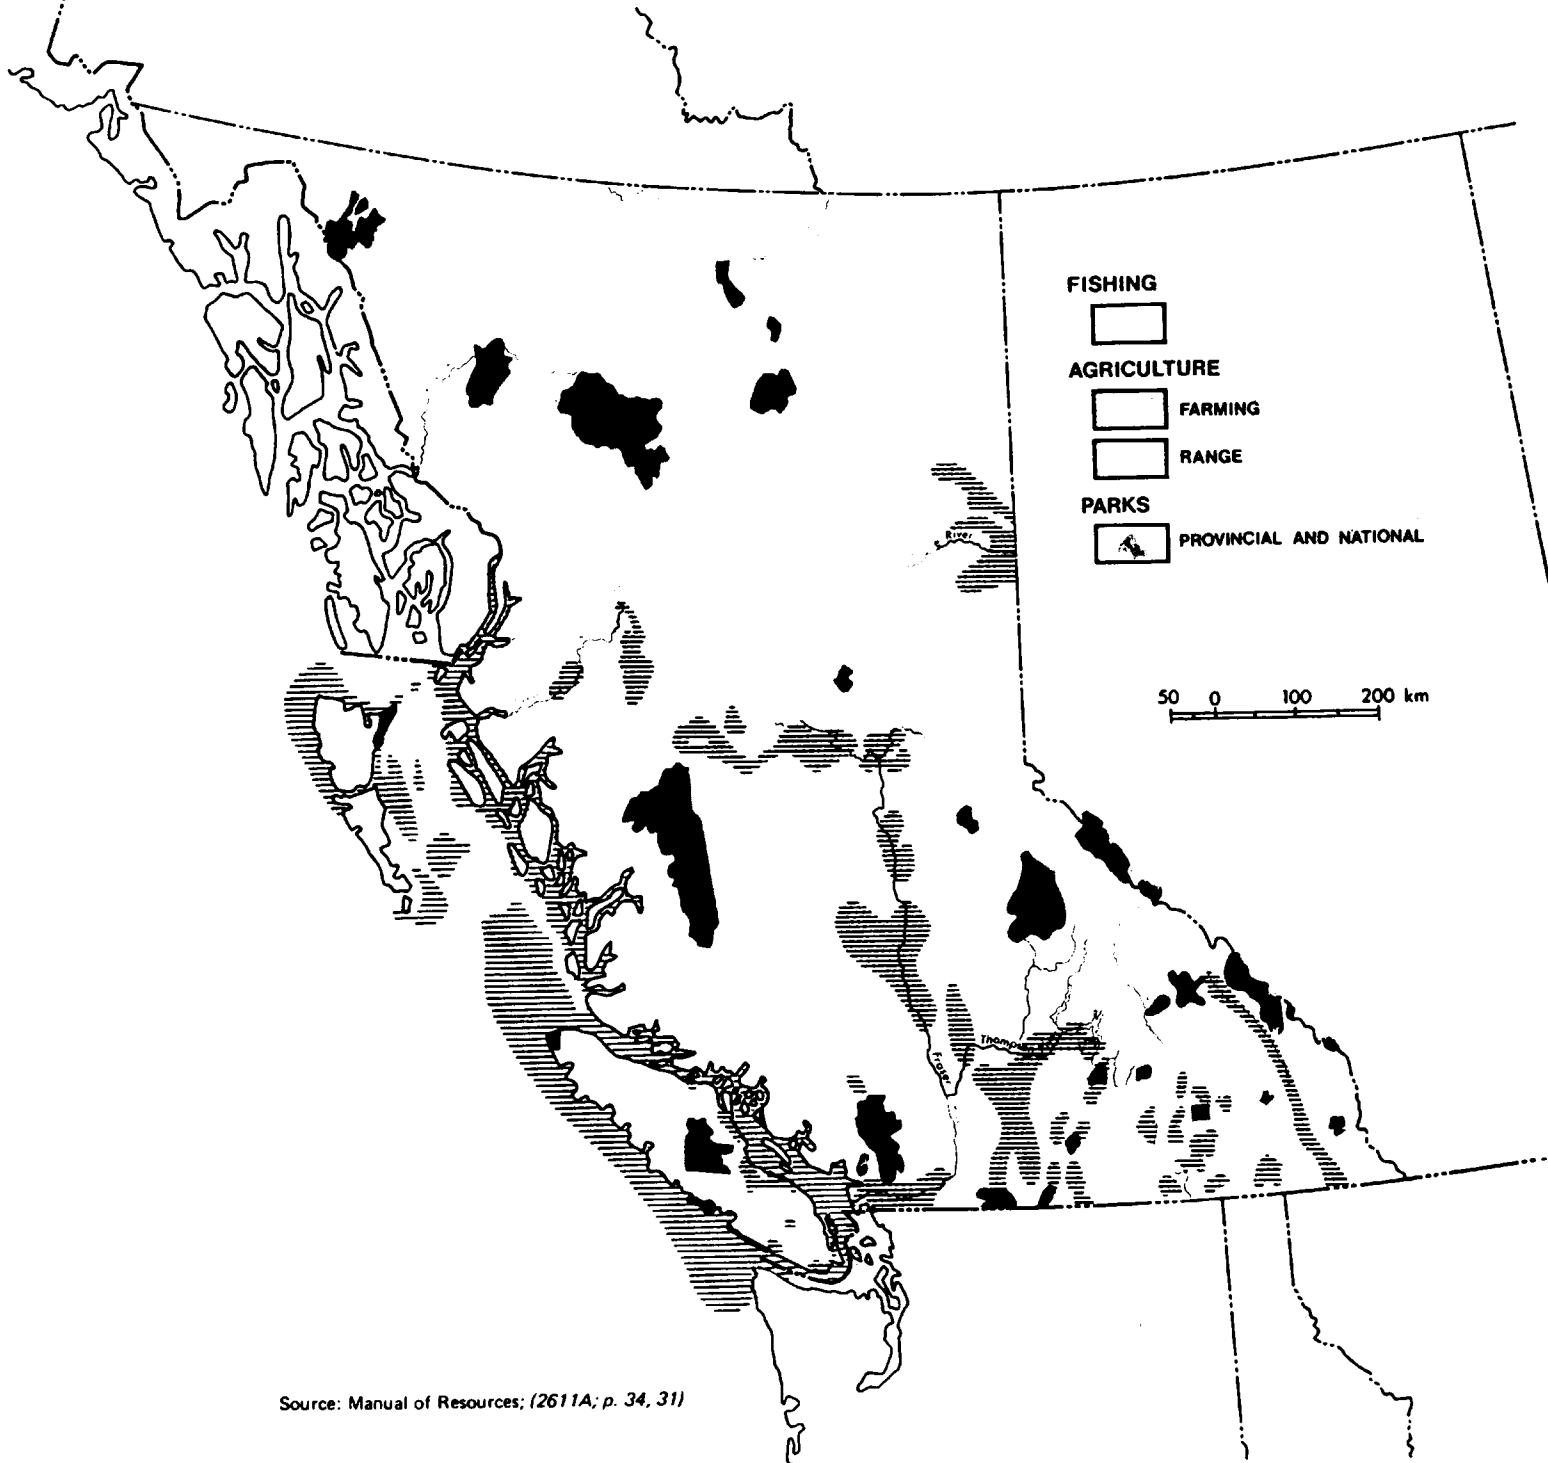 FISHING
AGRICULTURE
FARMING
RANGE
PARKS
PROVINCIAL AND NATIONAL
River
50 0 100 200 km
Fraser
Source: Manual of Resources; (2611A; p. 34, 31)